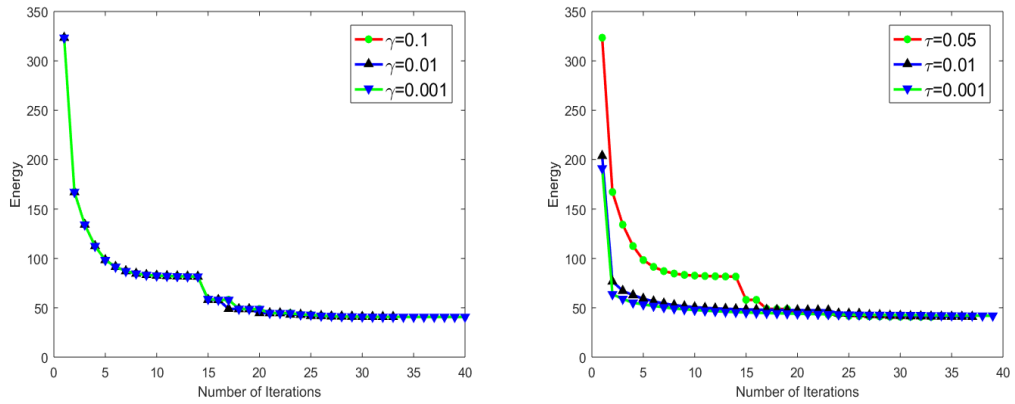 350
300
250
200
150
100
50
0
Energy
0 5 10 15 20 25 30 35 40
Number of Iterations
γ=0.1
γ=0.01
γ=0.001
350
300
250
200
150
100
50
0
Energy
0 5 10 15 20 25 30 35 40
Number of Iterations
τ=0.05
τ=0.01
τ=0.001